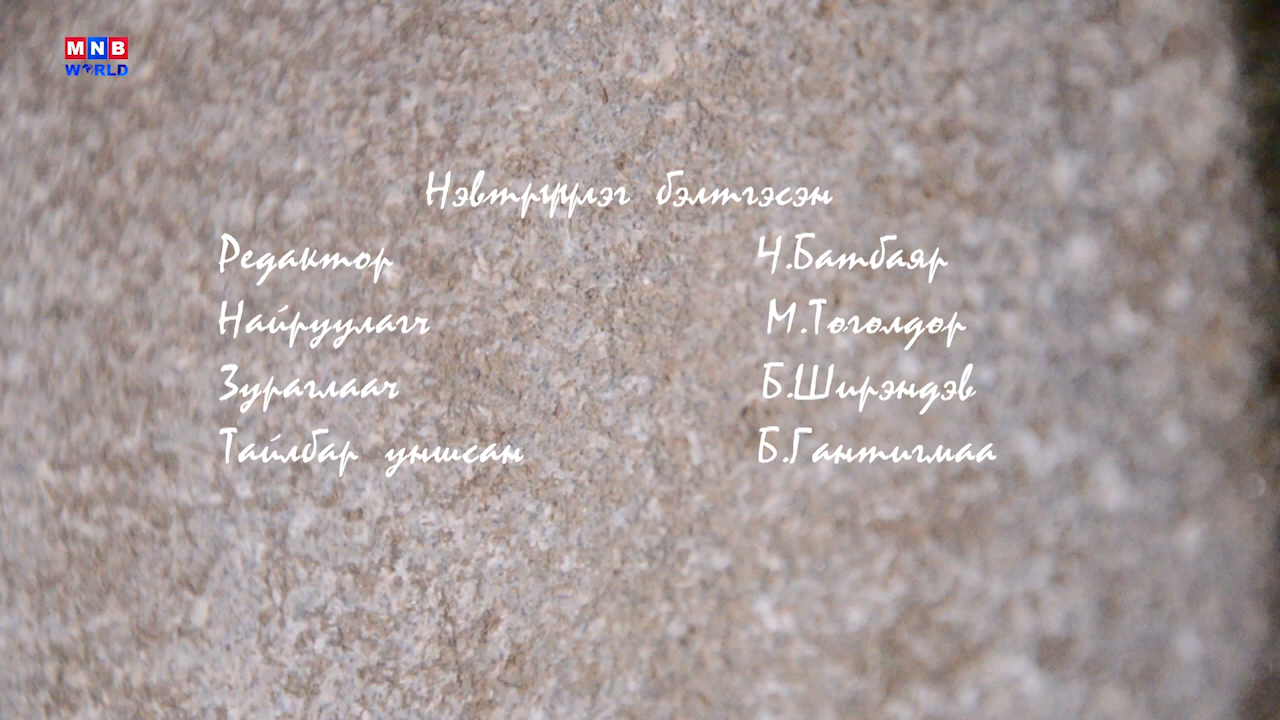 MNB
WORLD
Нэвтрүүлэг бэлтгэсэн
Редактор Ч.Батбаяр
Найруулагч М.Төгөлдөр
Зураглаач Б.Ширэндэв
Тайлбар уншсан Б.Гантигмаа